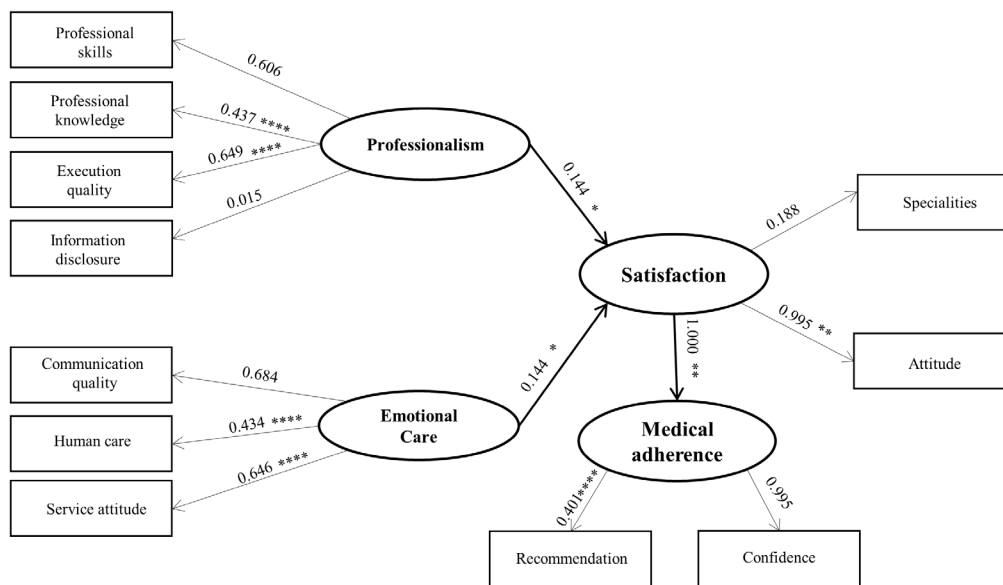 Professional
skills
0.606
Professional
knowledge
0.437 ****
Professionalism
Execution
quality
0.649 ****
0.015
Information
disclosure
0.144 *
Specialities
0.188
Satisfaction
0.995 **
Attitude
Communication
quality
0.684
0.144 *
1.000 **
Human care
0.434 ****
Emotional
Care
Medical
adherence
Service attitude
0.646 ****
0.401****
0.995
Recommendation
Confidence